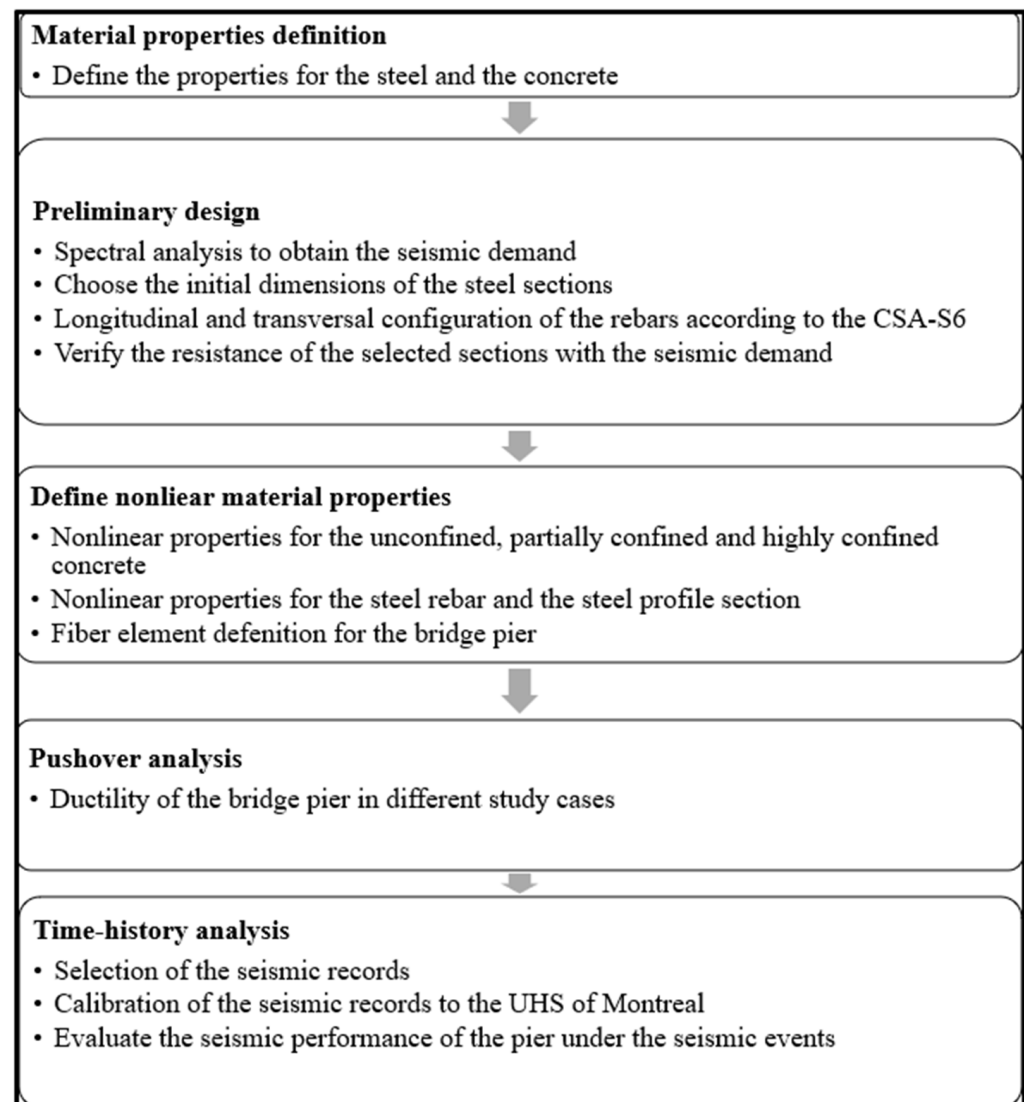 Material properties definition
• Define the properties for the steel and the concrete
Preliminary design
• Spectral analysis to obtain the seismic demand
• Choose the initial dimensions of the steel sections
• Longitudinal and transversal configuration of the rebars according to the CSA-S6
• Verify the resistance of the selected sections with the seismic demand
Define nonliear material properties
• Nonlinear properties for the unconfined, partially confined and highly confined
concrete
• Nonlinear properties for the steel rebar and the steel profile section
• Fiber element defenition for the bridge pier
Pushover analysis
• Ductility of the bridge pier in different study cases
Time-history analysis
• Selection of the seismic records
• Calibration of the seismic records to the UHS of Montreal
• Evaluate the seismic performance of the pier under the seismic events